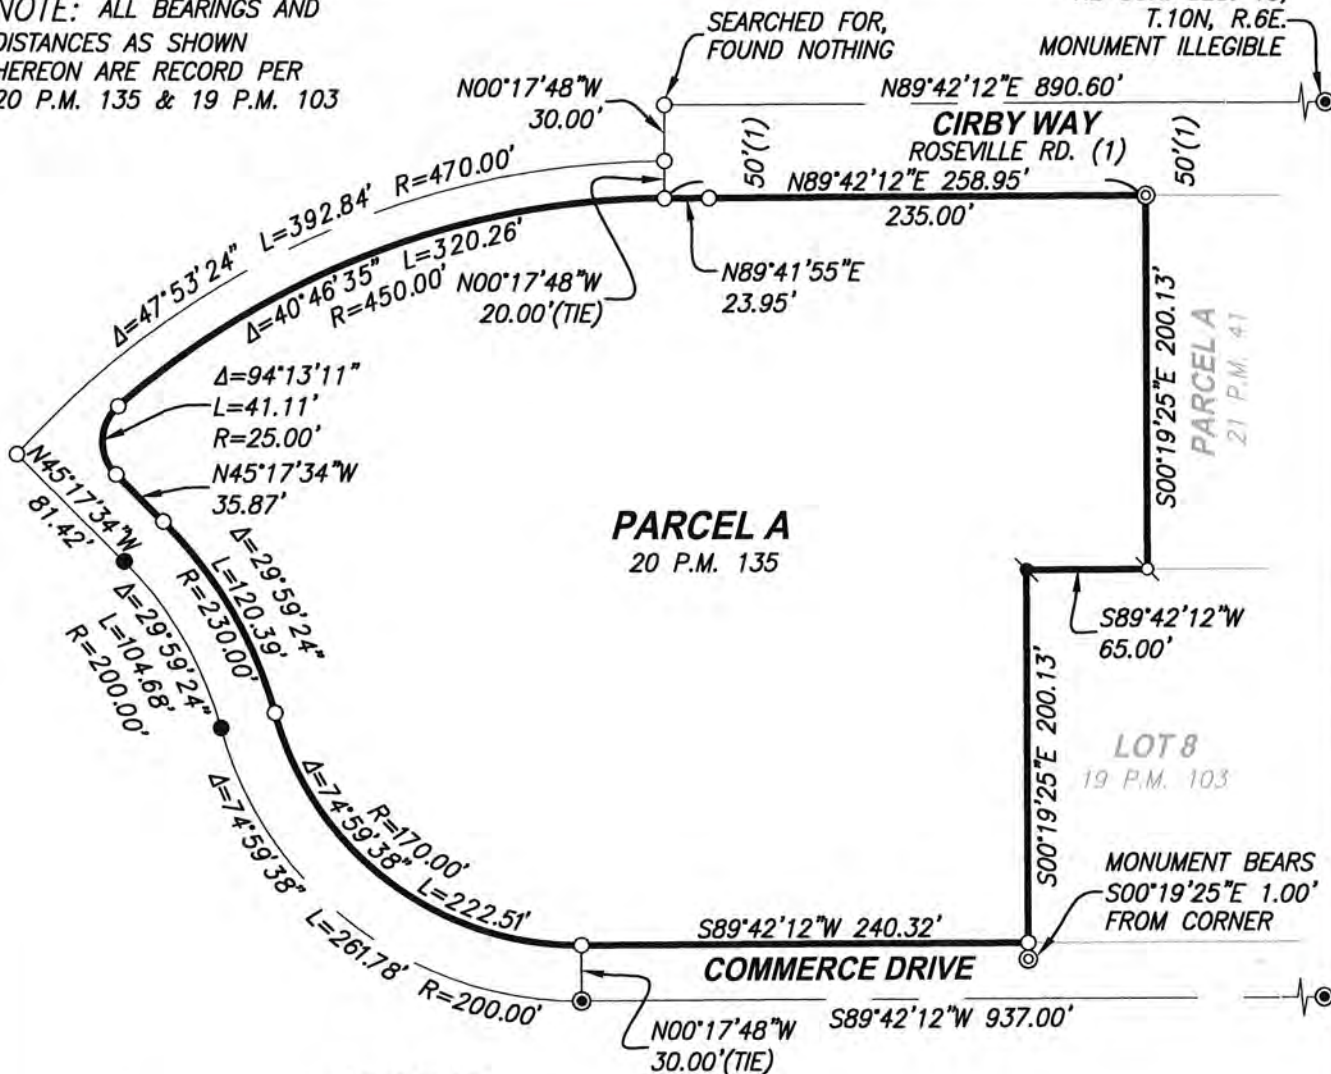 NOTE: ALL BEARINGS AND
DISTANCES AS SHOWN
HEREON ARE RECORD PER
20 P.M. 135 & 19 P.M. 103
SEARCHED FOR,
FOUND NOTHING
T.10N, R.6E.
MONUMENT ILLEGIBLE
N00°17'48"W
30.00'
N89°42'12"E 890.60'
CIRBY WAY
ROSEVILLE RD. (1)
50'(1)
50'(1)
N89°42'12"E 258.95'
235.00'
Δ=47°53'24" L=392.84' R=470.00'
Δ=40°46'35" L=320.26'
R=450.00'
N00°17'48"W
20.00'(TIE)
N89°41'55"E
23.95'
Δ=94°13'11"
L=41.11'
R=25.00'
N45°17'34"W
35.87'
N45°17'34"W
81.42'
S00°19'25"E 200.13'
PARCEL A
21 P.M. 41
PARCEL A
20 P.M. 135
Δ=29°59'24"
L=120.39'
R=230.00'
Δ=29°59'24"
L=104.68'
R=200.00'
S89°42'12"W
65.00'
S00°19'25"E 200.13'
LOT 8
19 P.M. 103
R=170.00'
Δ=74°59'38" L=222.51'
Δ=74°59'38" L=261.78' R=200.00'
MONUMENT BEARS
S00°19'25"E 1.00'
FROM CORNER
S89°42'12"W 240.32'
COMMERCE DRIVE
S89°42'12"W 937.00'
N00°17'48"W
30.00'(TIE)